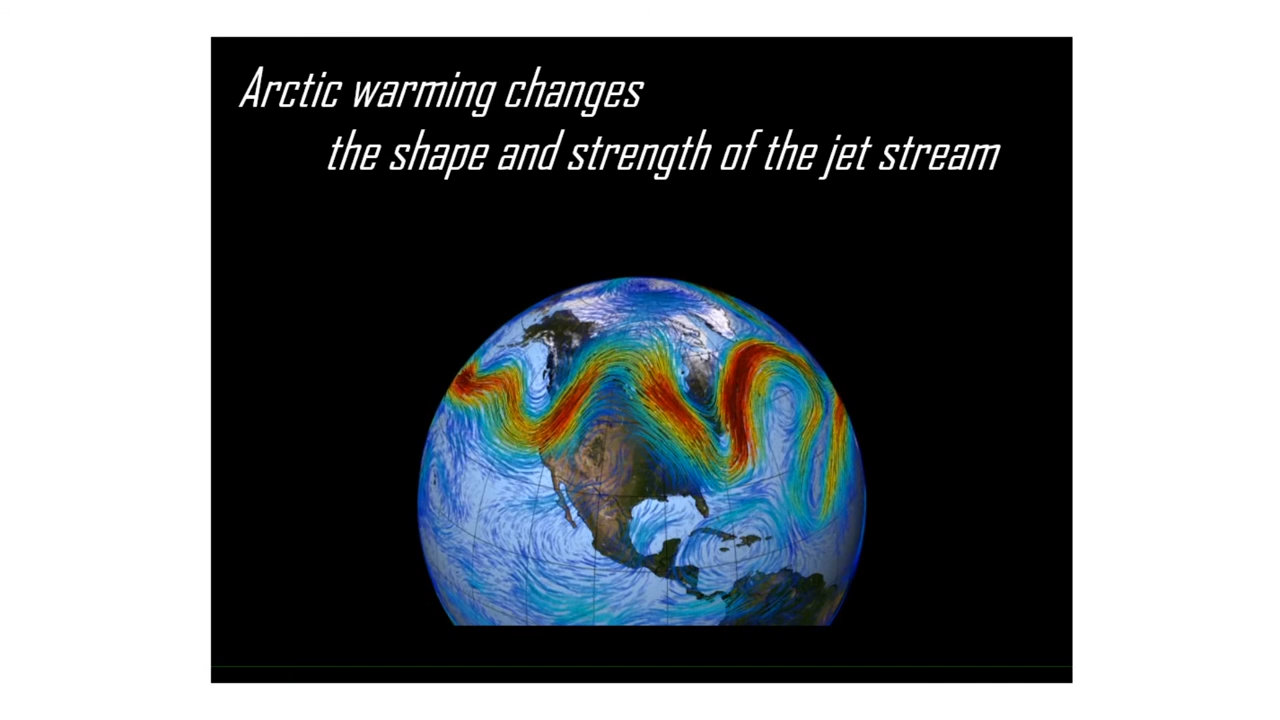 Arctic warming changes
the shape and strength of the jet stream